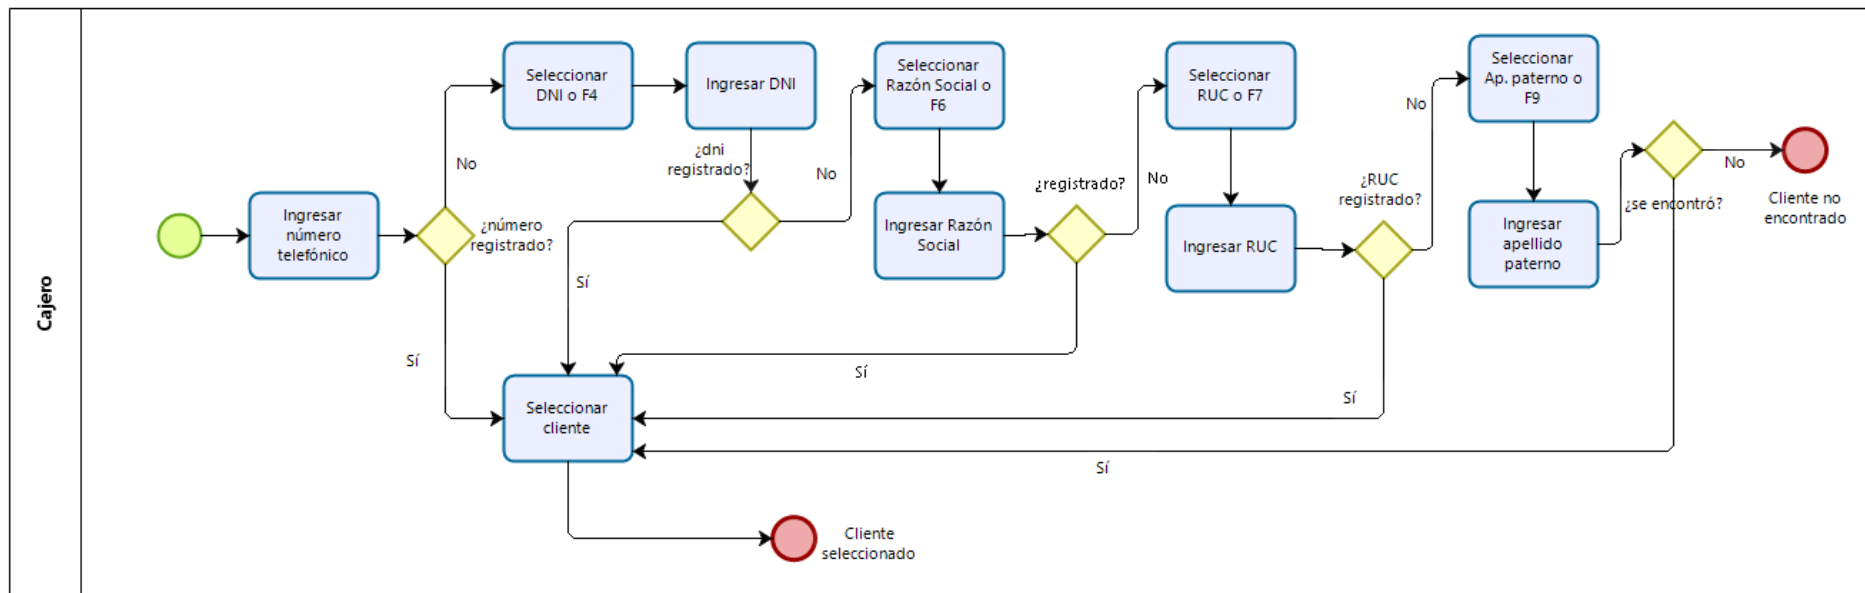 Cajero
Ingresar
número
telefónico
¿número
registrado?
No
Sí
Seleccionar
DNI o F4
Ingresar DNI
¿dni
registrado?
No
Sí
Seleccionar
Razón Social o
F6
Ingresar Razón
Social
¿registrado?
No
Sí
Seleccionar
RUC o F7
Ingresar RUC
¿RUC
registrado?
No
Sí
Seleccionar
Ap. paterno o
F9
Ingresar
apellido
paterno
¿se encontró?
No
Sí
Cliente no
encontrado
Seleccionar
cliente
Cliente
seleccionado